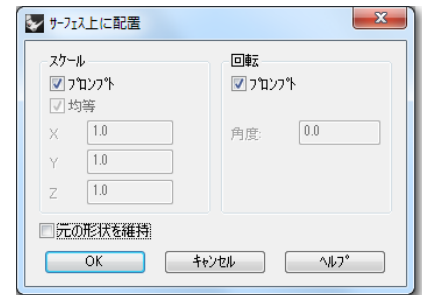 ｻｰﾌｪｽ上に配置
ｽｹｰﾙ
ﾌﾟﾛﾝﾌﾟﾄ
均等
X 1.0
Y 1.0
Z 1.0
回転
ﾌﾟﾛﾝﾌﾟﾄ
角度: 0.0
元の形状を維持
OK ｷｬﾝｾﾙ ﾍﾙﾌﾟ